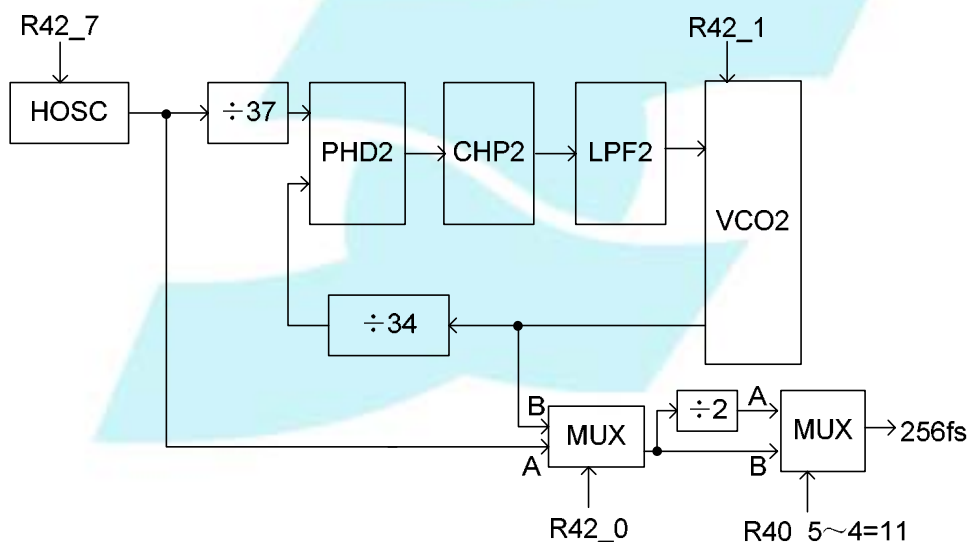 R42_7
R42_1
HOSC
÷37
PHD2
CHP2
LPF2
VCO2
÷34
B
A
MUX
÷2
A
B
MUX
256fs
R42_0
R40 5～4=11